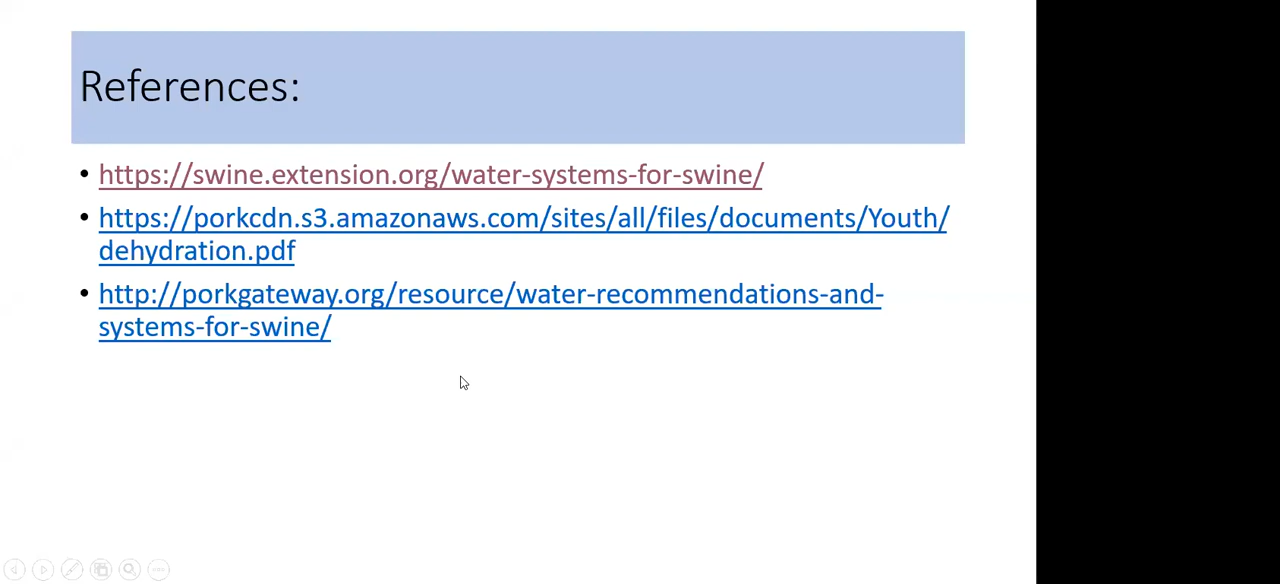 References:
• https://swine.extension.org/water-systems-for-swine/
• https://porkcdn.s3.amazonaws.com/sites/all/files/documents/Youth/
dehydration.pdf
• http://porkgateway.org/resource/water-recommendations-and-
systems-for-swine/